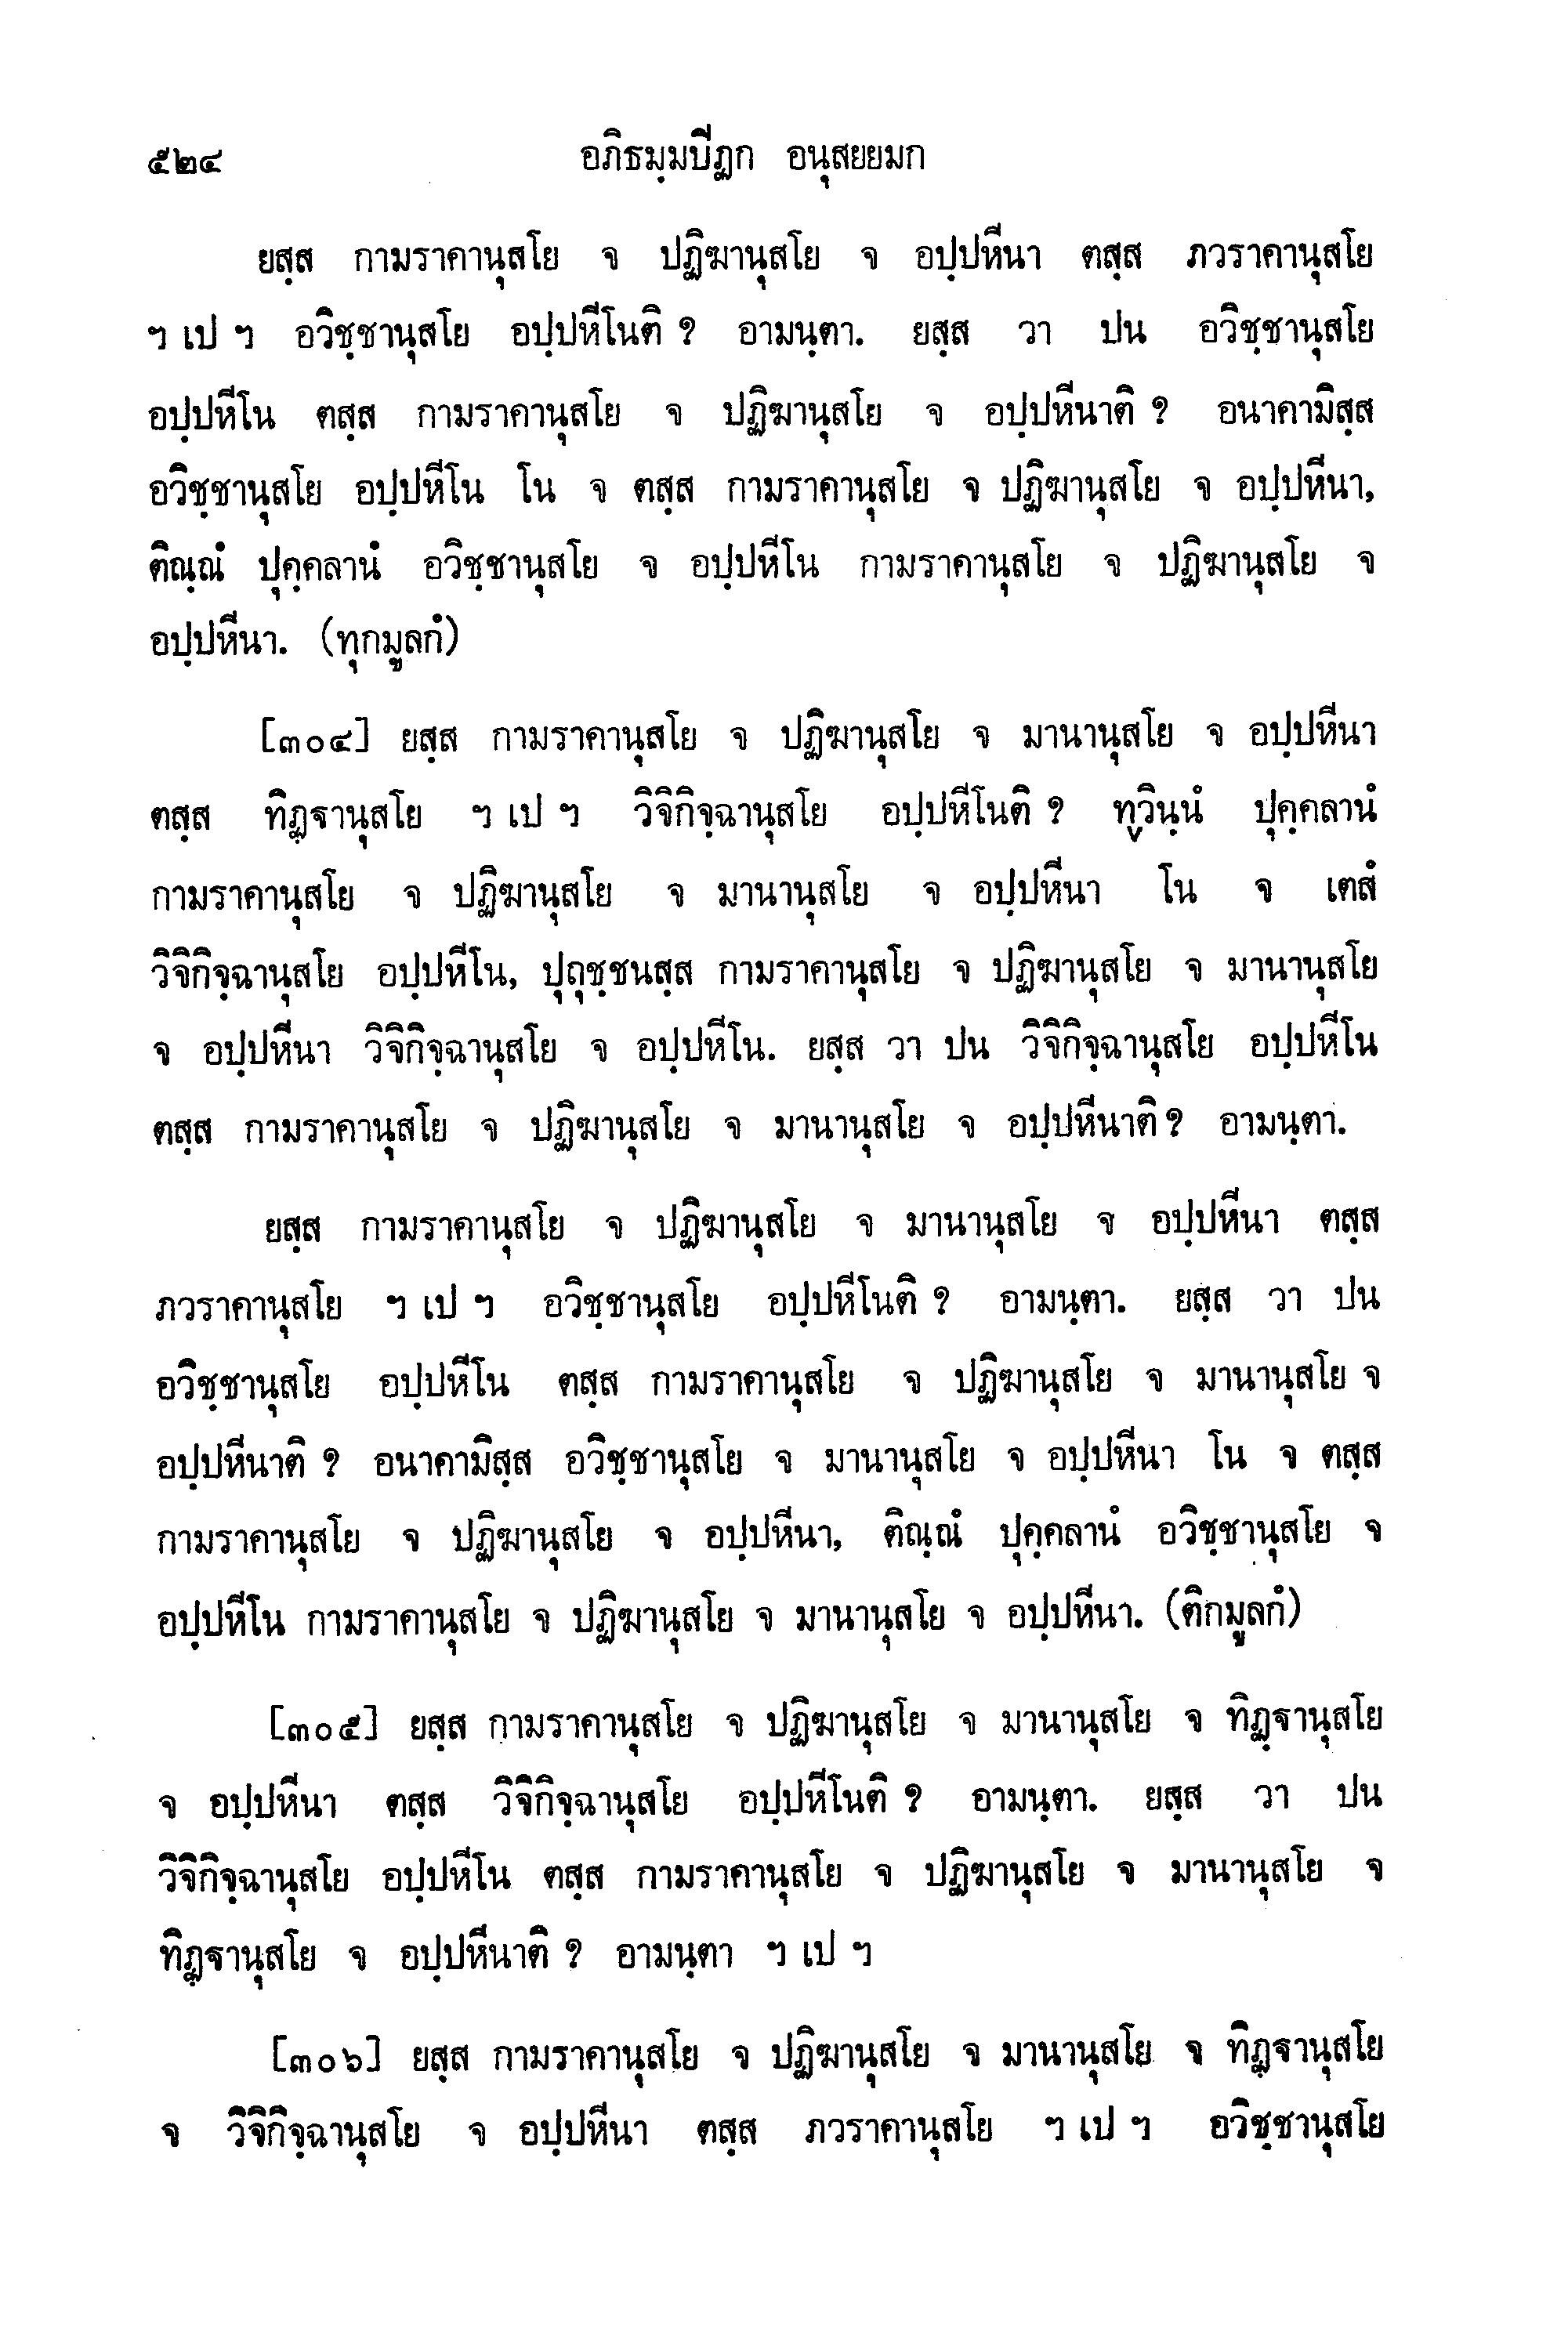 ๕๒๔ อภิธมฺมปีฏก อนุสยยมก
ยสฺส กามราคานุสโย จ ปฏิฆานุสโย จ อปฺปหีนา ตสฺส ภวราคานุสโย
ฯ เป ฯ อวิชฺชานุสโย อปฺปหีโนติ ? อามนฺตา. ยสฺส วา ปน อวิชฺชานุสโย
อปฺปหีโน ตสฺส กามราคานุสโย จ ปฏิฆานุสโย จ อปฺปหีนาติ ? อนาคามิสฺส
อวิชฺชานุสโย อปฺปหีโน โน จ ตสฺส กามราคานุสโย จ ปฏิฆานุสโย จ อปฺปหีนา,
ติณฺณํ ปุคฺคลานํ อวิชฺชานุสโย จ อปฺปหีโน กามราคานุสโย จ ปฏิฆานุสโย จ
อปฺปหีนา. (ทุกมูลกํ)
[๓๐๔] ยสฺส กามราคานุสโย จ ปฏิฆานุสโย จ มานานุสโย จ อปฺปหีนา
ตสฺส ทิฏฺฐานุสโย ฯ เป ฯ วิจิกิจฺฉานุสโย อปฺปหีโนติ ? ทฺวินฺนํ ปุคฺคลานํ
กามราคานุสโย จ ปฏิฆานุสโย จ มานานุสโย จ อปฺปหีนา โน จ เตสํ
วิจิกิจฺฉานุสโย อปฺปหีโน, ปุถุชฺชนสฺส กามราคานุสโย จ ปฏิฆานุสโย จ มานานุสโย
จ อปฺปหีนา วิจิกิจฺฉานุสโย จ อปฺปหีโน. ยสฺส วา ปน วิจิกิจฺฉานุสโย อปฺปหีโน
ตสฺส กามราคานุสโย จ ปฏิฆานุสโย จ มานานุสโย จ อปฺปหีนาติ ? อามนฺตา.
ยสฺส กามราคานุสโย จ ปฏิฆานุสโย จ มานานุสโย จ อปฺปหีนา ตสฺส
ภวราคานุสโย ฯ เป ฯ อวิชฺชานุสโย อปฺปหีโนติ ? อามนฺตา. ยสฺส วา ปน
อวิชฺชานุสโย อปฺปหีโน ตสฺส กามราคานุสโย จ ปฏิฆานุสโย จ มานานุสโย จ
อปฺปหีนาติ ? อนาคามิสฺส อวิชฺชานุสโย จ มานานุสโย จ อปฺปหีนา โน จ ตสฺส
กามราคานุสโย จ ปฏิฆานุสโย จ อปฺปหีนา, ติณฺณํ ปุคฺคลานํ อวิชฺชานุสโย จ
อปฺปหีโน กามราคานุสโย จ ปฏิฆานุสโย จ มานานุสโย จ อปฺปหีนา. (ติกมูลกํ)
[๓๐๕] ยสฺส กามราคานุสโย จ ปฏิฆานุสโย จ มานานุสโย จ ทิฏฺฐานุสโย
จ อปฺปหีนา ตสฺส วิจิกิจฺฉานุสโย อปฺปหีโนติ ? อามนฺตา. ยสฺส วา ปน
วิจิกิจฺฉานุสโย อปฺปหีโน ตสฺส กามราคานุสโย จ ปฏิฆานุสโย จ มานานุสโย จ
ทิฏฺฐานุสโย จ อปฺปหีนาติ ? อามนฺตา ฯ เป ฯ
[๓๐๖] ยสฺส กามราคานุสโย จ ปฏิฆานุสโย จ มานานุสโย จ ทิฏฺฐานุสโย
จ วิจิกิจฺฉานุสโย จ อปฺปหีนา ตสฺส ภวราคานุสโย ฯ เป ฯ อวิชฺชานุสโย